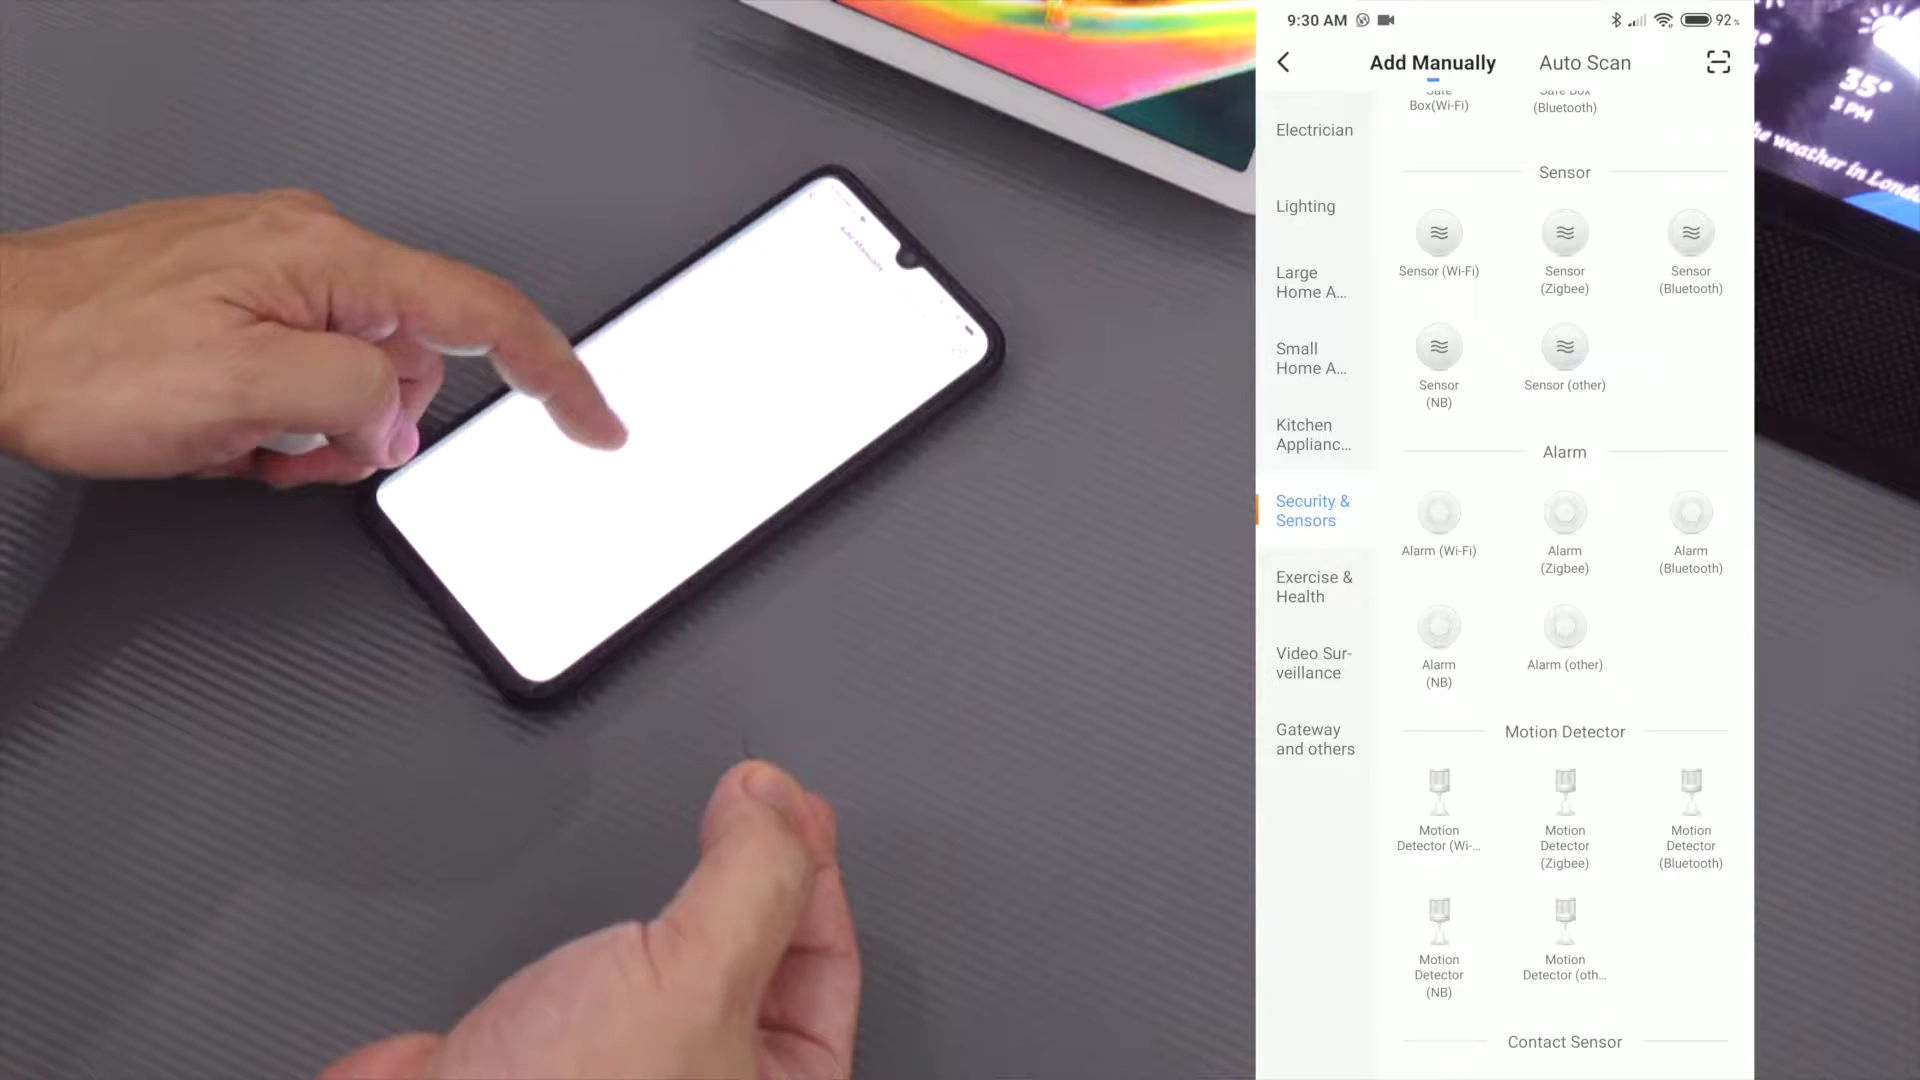 9:30 AM
92%
Add Manually
Auto Scan
Box(Wi-Fi)
(Bluetooth)
Electrician
Lighting
Large
Home A...
Small
Home A...
Kitchen
Applianc...
Security &
Sensors
Exercise &
Health
Video Sur-
veillance
Gateway
and others
Sensor
Sensor (Wi-Fi)
Sensor
(Zigbee)
Sensor
(Bluetooth)
Sensor
(NB)
Sensor (other)
Alarm
Alarm (Wi-Fi)
Alarm
(Zigbee)
Alarm
(Bluetooth)
Alarm
(NB)
Alarm (other)
Motion Detector
Motion
Detector (Wi-...
Motion
Detector
(Zigbee)
Motion
Detector
(Bluetooth)
Motion
Detector
(NB)
Motion
Detector (oth...
Contact Sensor
Add Manually
35°
3 PM
weather in